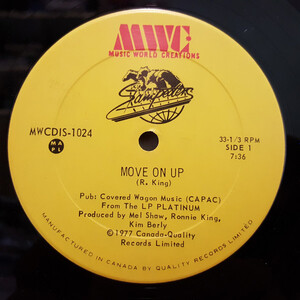 MWC
MUSIC WORLD CREATIONS
Stampeders
MWCDIS-1024
MAPL
33-1/3 RPM
SIDE 1
7:36
MOVE ON UP
(R. King)
Pub: Covered Wagon Music (CAPAC)
From The LP PLATINUM
Produced by Mel Shaw, Ronnie King,
Kim Berly
℗1977 Canada-Quality
Records Limited
MANUFACTURED IN CANADA BY QUALITY RECORDS LIMITED